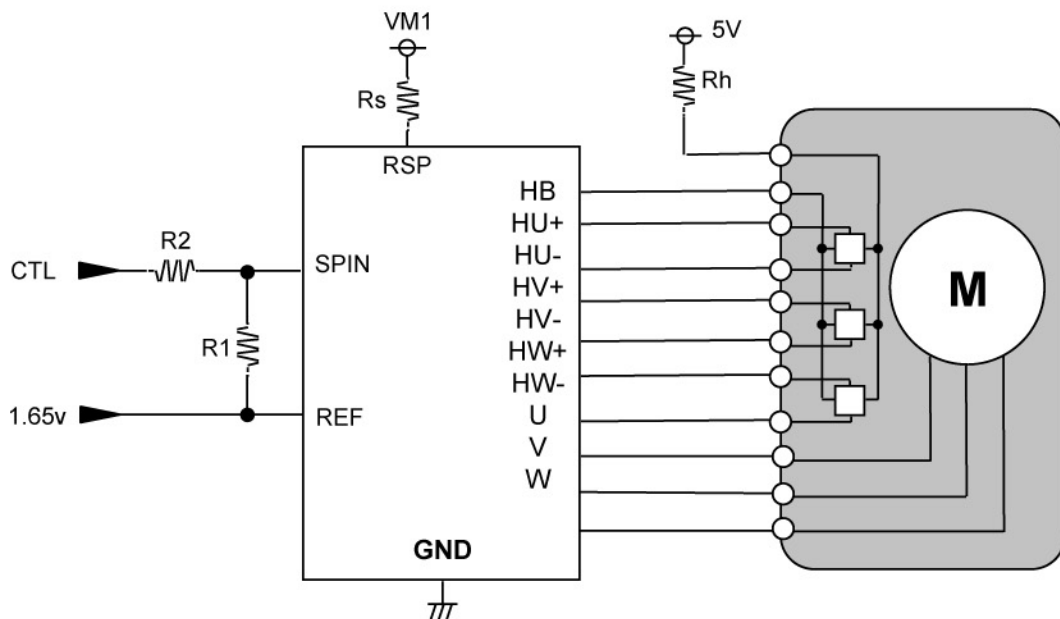 VM1
5V
Rs
Rh
RSP
HB
HU+
R2
HU-
CTL
SPIN
HV+
HV-
R1
HW+
HW-
1.65v
REF
U
V
W
GND
M